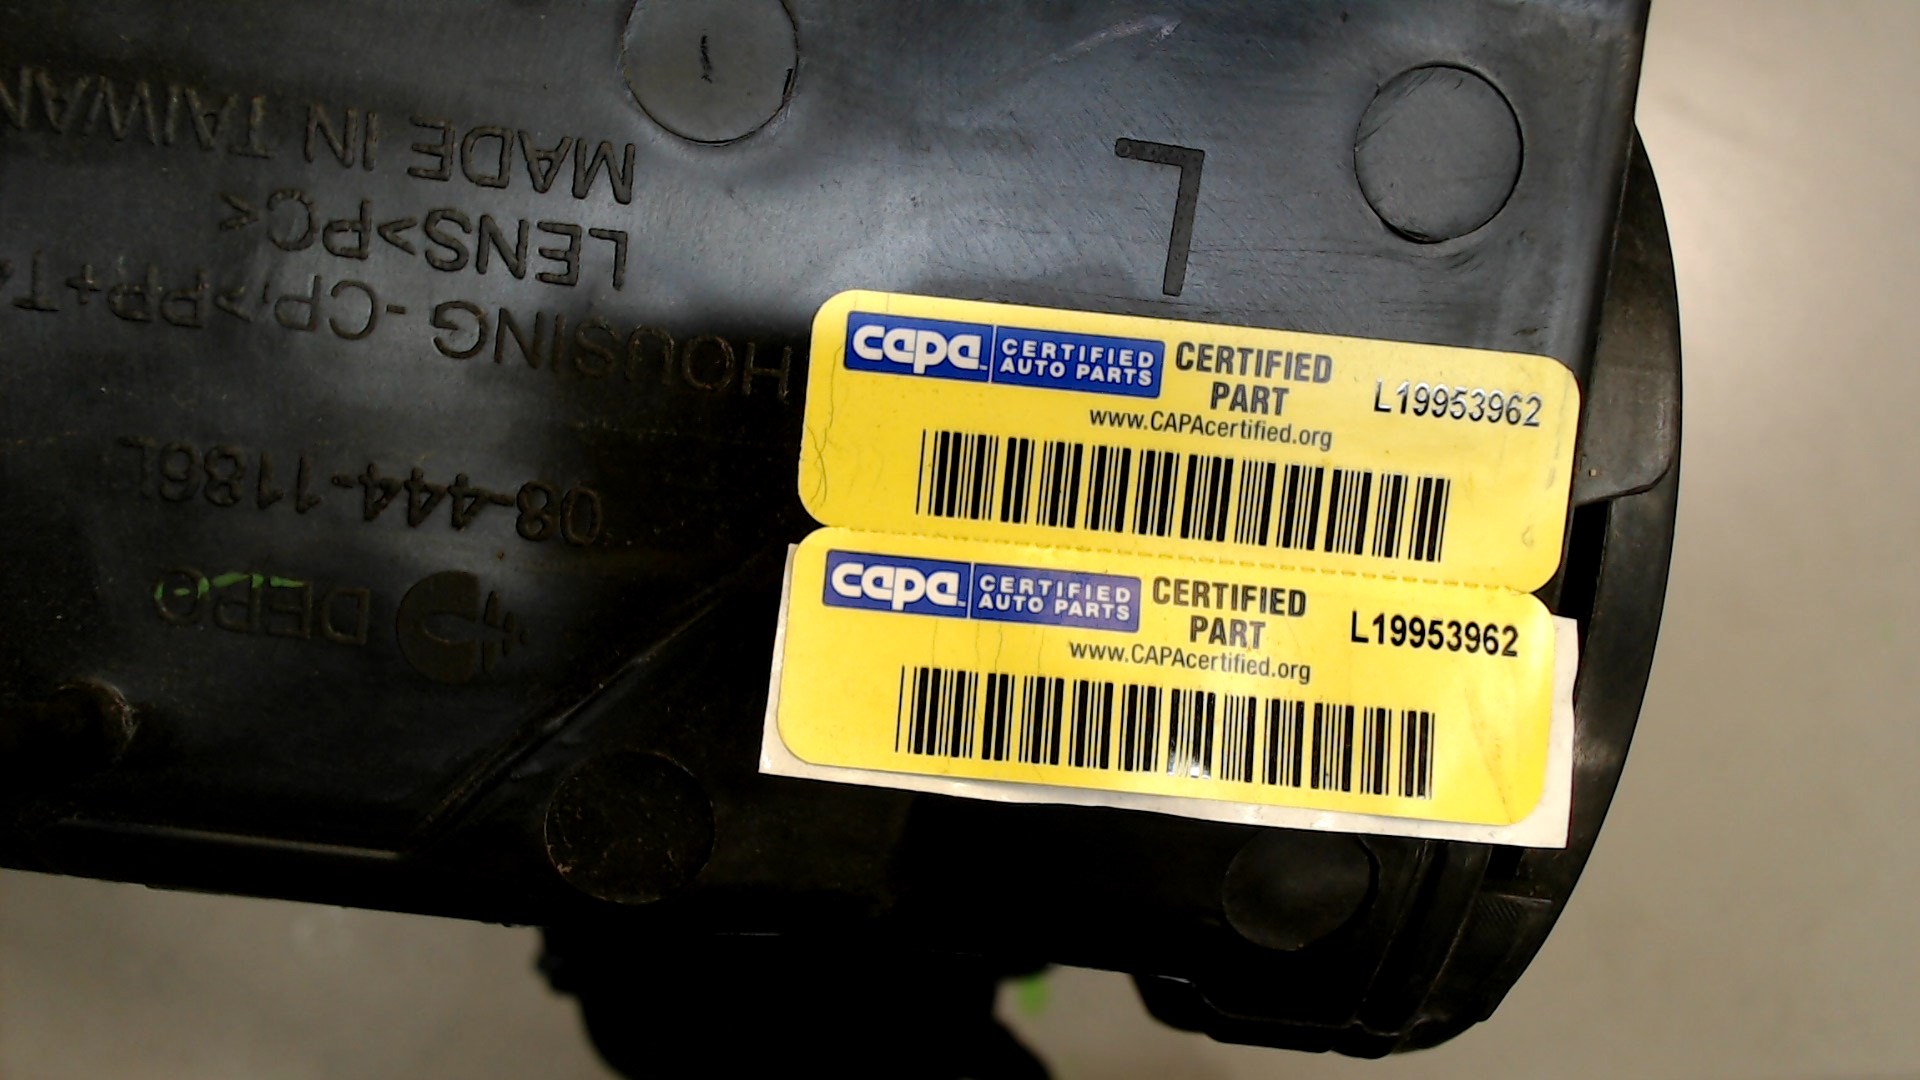 capa CERTIFIED AUTO PARTS
CERTIFIED
PART
L19953962
www.CAPAcertified.org
capa CERTIFIED AUTO PARTS
CERTIFIED
PART
L19953962
www.CAPAcertified.org
L
DEPO
08-444-1186L
HOUSING-CP,>PP+T
LENS>PC<
MADE IN TAIWAN